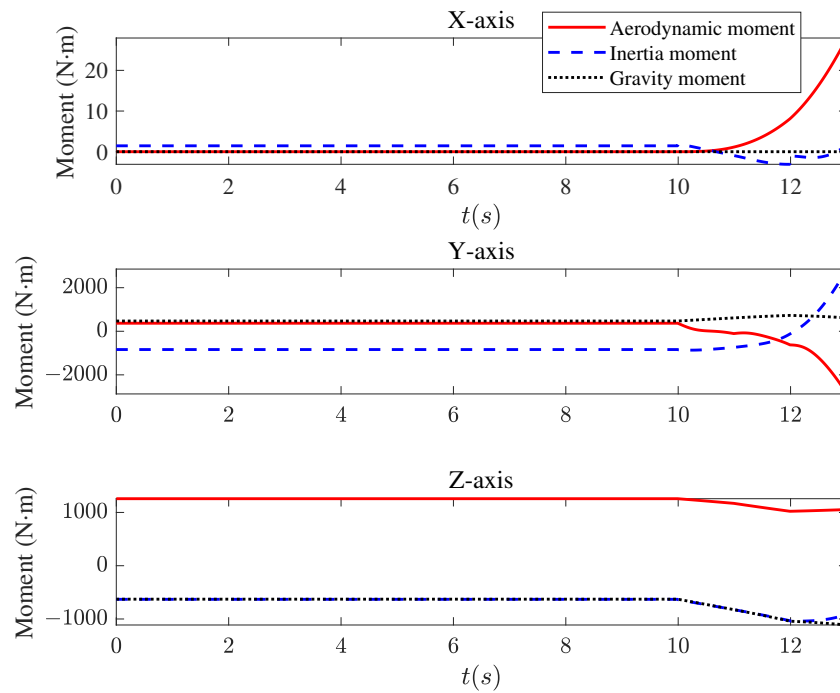 X-axis
Aerodynamic moment
Inertia moment
Gravity moment
Moment (N·m)
20
10
0
0 2 4 6 8 10 12
t(s)
Y-axis
Moment (N·m)
2000
0
−2000
0 2 4 6 8 10 12
Z-axis
Moment (N·m)
1000
0
−1000
0 2 4 6 8 10 12
t(s)